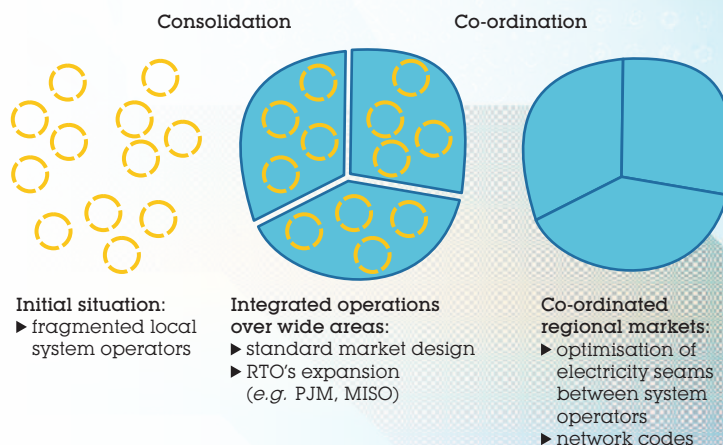 Consolidation
Co-ordination
Initial situation:
▶ fragmented local
system operators
Integrated operations
over wide areas:
▶ standard market design
▶ RTO's expansion
(e.g. PJM, MISO)
Co-ordinated
regional markets:
▶ optimisation of
electricity seams
between system
operators
▶ network codes